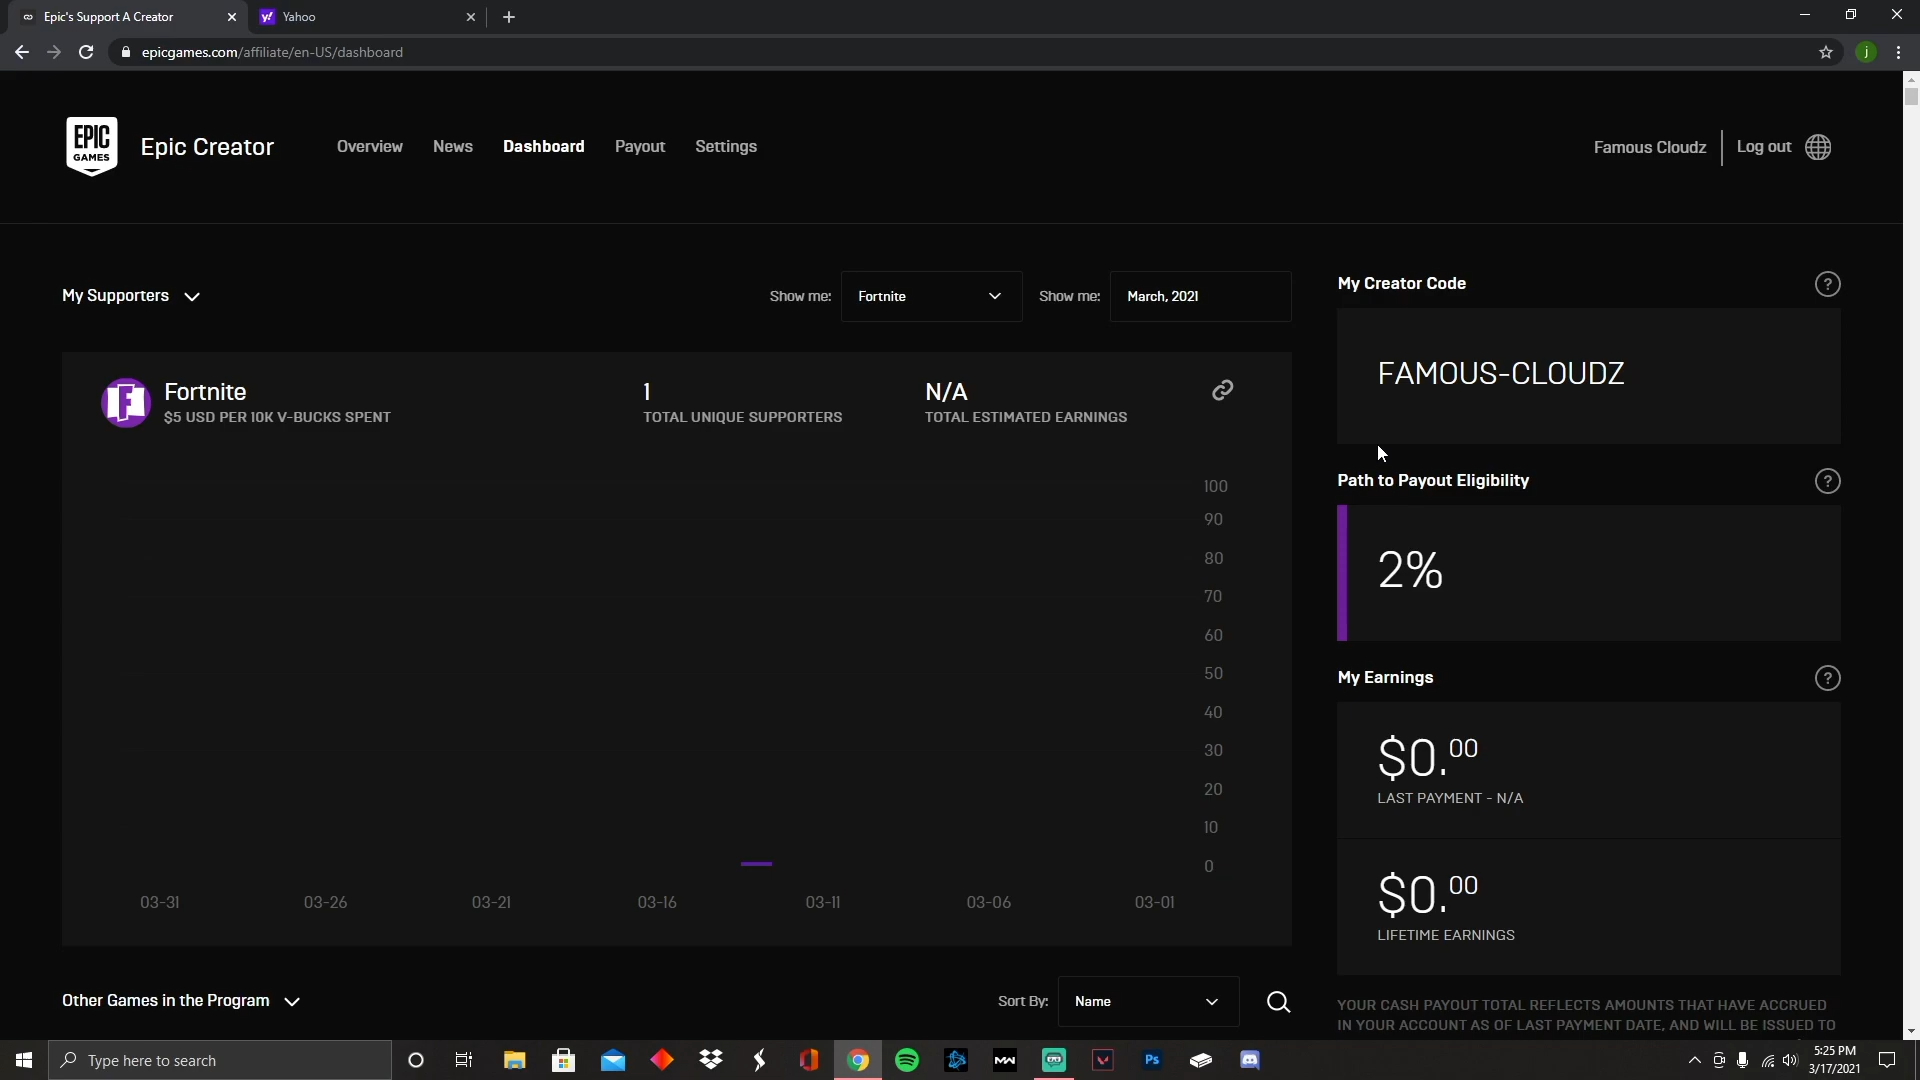 Epic's Support A Creator
y! Yahoo
epicgames.com/affiliate/en-US/dashboard
j
EPIC
GAMES
Epic Creator
Overview News Dashboard Payout Settings
Famous Cloudz Log out
My Supporters
Show me: Fortnite
Show me: March, 2021
Fortnite
$5 USD PER 10K V-BUCKS SPENT
1
TOTAL UNIQUE SUPPORTERS
N/A
TOTAL ESTIMATED EARNINGS
100
90
80
70
60
50
40
30
20
10
0
03-31 03-26 03-21 03-16 03-11 03-06 03-01
Other Games in the Program
Sort By: Name
My Creator Code
?
FAMOUS-CLOUDZ
Path to Payout Eligibility
?
2%
My Earnings
?
$0.00
LAST PAYMENT - N/A
$0.00
LIFETIME EARNINGS
YOUR CASH PAYOUT TOTAL REFLECTS AMOUNTS THAT HAVE ACCRUED
IN YOUR ACCOUNT AS OF LAST PAYMENT DATE, AND WILL BE ISSUED TO
Type here to search
MW
Ps
5:25 PM
3/17/2021